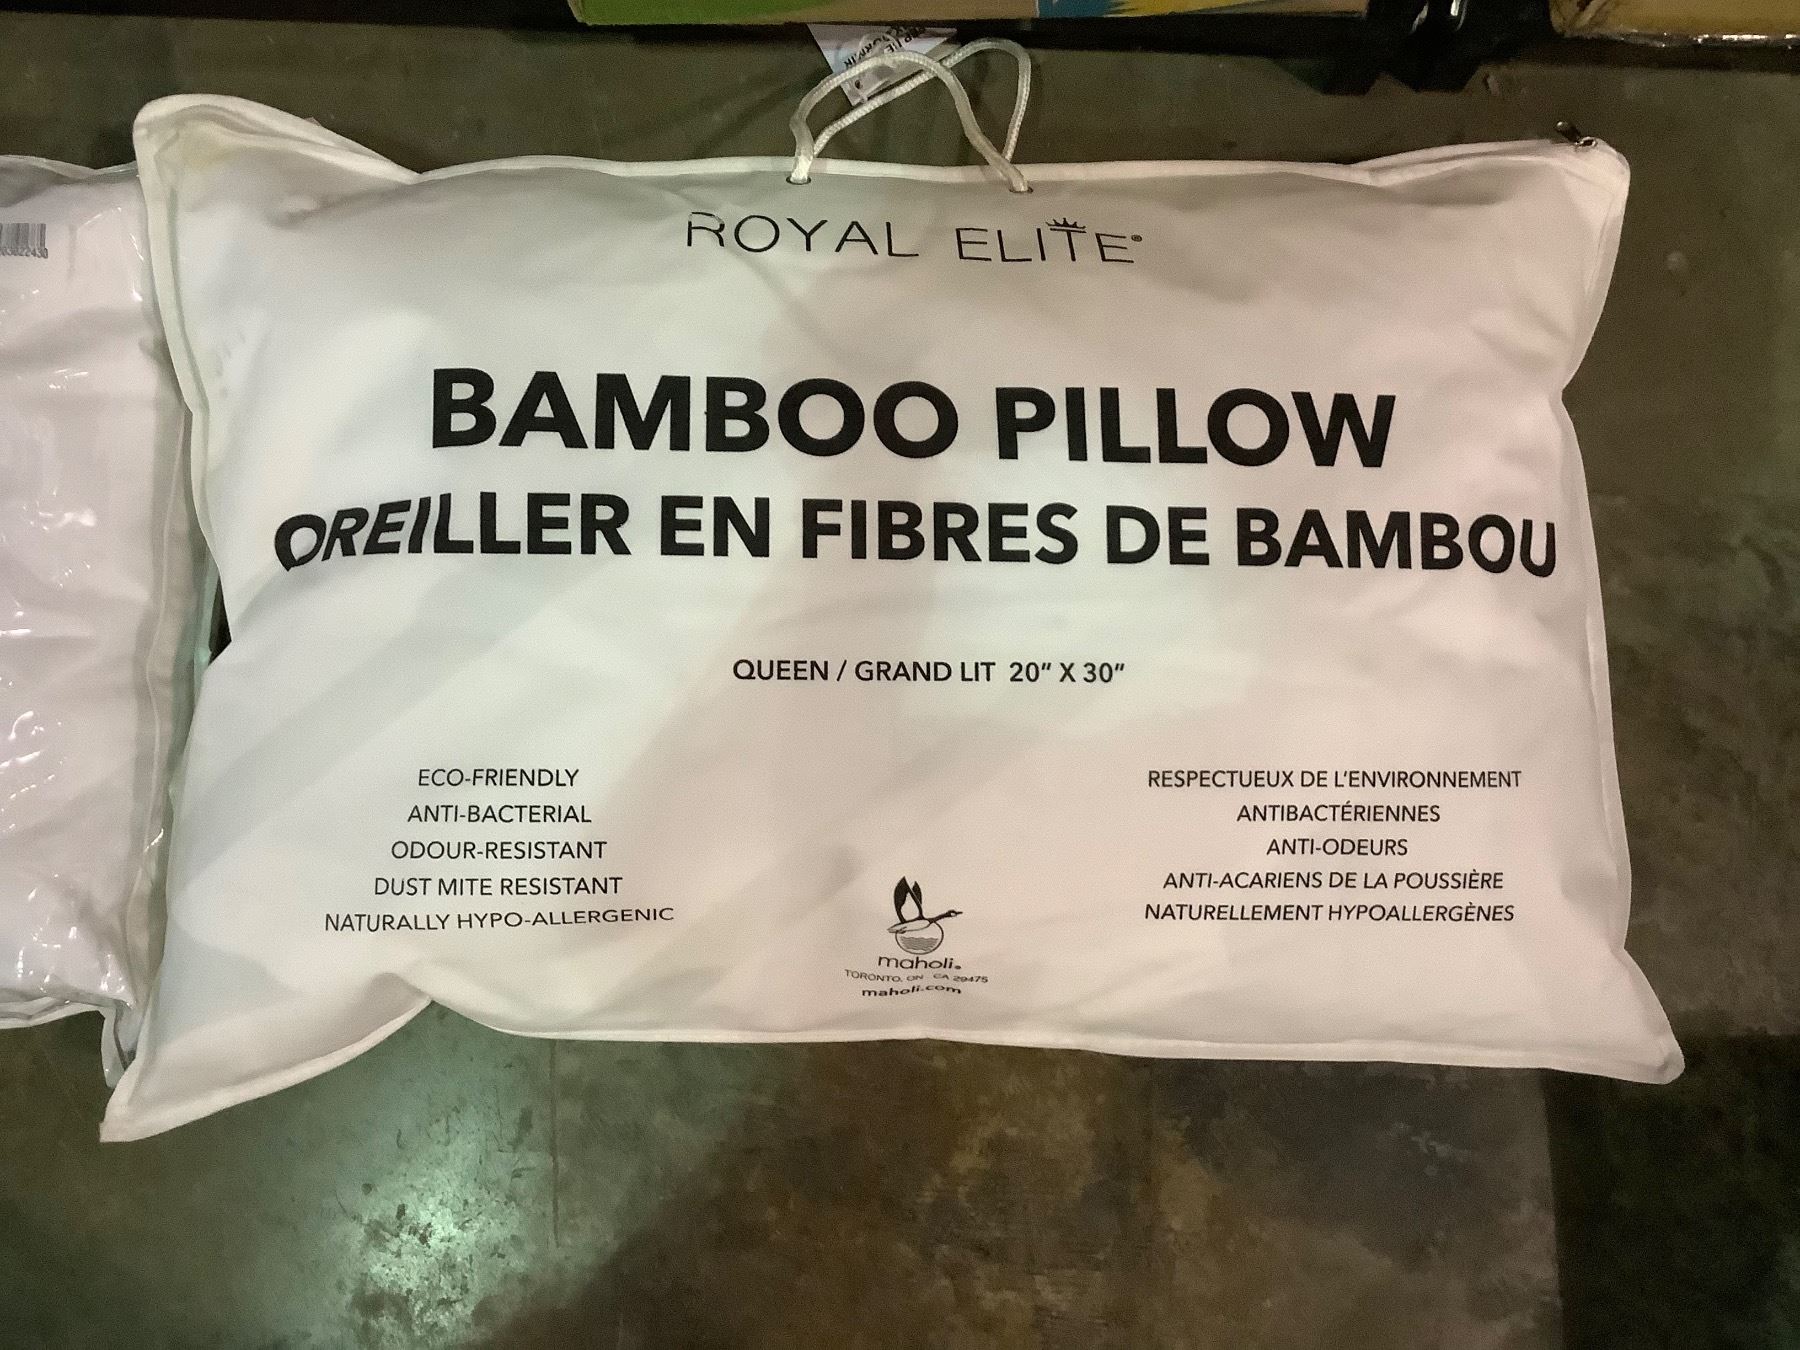 ROYAL ELITE®
BAMBOO PILLOW
OREILLER EN FIBRES DE BAMBOU
QUEEN / GRAND LIT 20" X 30"
ECO-FRIENDLY
ANTI-BACTERIAL
ODOUR-RESISTANT
DUST MITE RESISTANT
NATURALLY HYPO-ALLERGENIC
RESPECTUEUX DE L'ENVIRONNEMENT
ANTIBACTÉRIENNES
ANTI-ODEURS
ANTI-ACARIENS DE LA POUSSIÈRE
NATURELLEMENT HYPOALLERGÈNES
maholi®
TORONTO, ON CA 29475
maholi.com